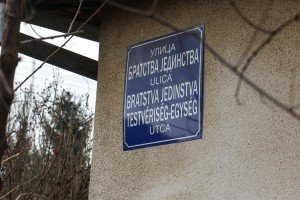 УЛИЦА
БРАТСТВА ЈЕДИНСТВА
ULICA
BRATSTVA JEDINSTVA
TESTVÉRISÉG-EGYSÉG
UTCA